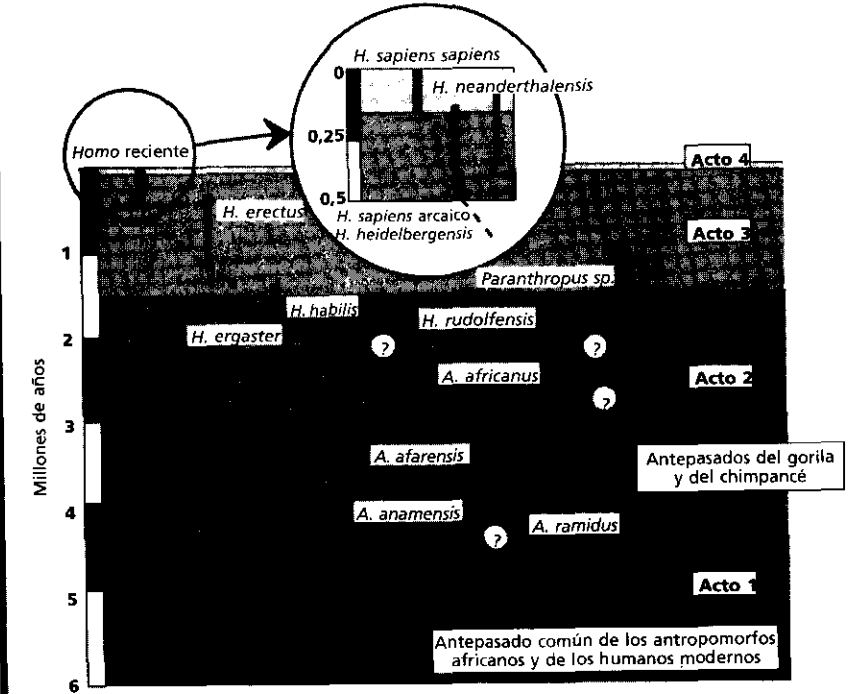 H. sapiens sapiens
0
H. neanderthalensis
0,25
Homo reciente
Acto 4
0,5
H. erectus
H. sapiens arcaico
H. heidelbergensis
Acto 3
1
Paranthropus sp.
H. habilis
H. rudolfensis
H. ergaster
2
?
?
A. africanus
Acto 2
?
3
Millones de años
A. afarensis
Antepasados del gorila
y del chimpancé
4
A. anamensis
A. ramidus
?
Acto 1
5
Antepasado común de los antropomorfos
africanos y de los humanos modernos
6